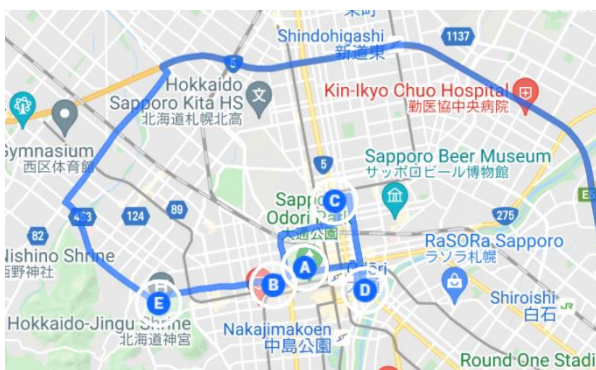 東町
Shindohigashi
新道東
1137
5
Hokkaido
Sapporo Kita HS
北海道札幌北高
Kin-Ikyo Chuo Hospital
勤医協中央病院
Gymnasium
西区体育館
5
Sapporo Beer Museum
サッポロビール博物館
C
453
124
89
Odori
大通公園
275
E5
82
Nishino Shrine
西野神社
RaSORa Sapporo
ラソラ札幌
A
B
D
E
Shiroishi
白石
JR
Hokkaido-Jingu Shrine
北海道神宮
Nakajimakoen
中島公園
Round One Stadi